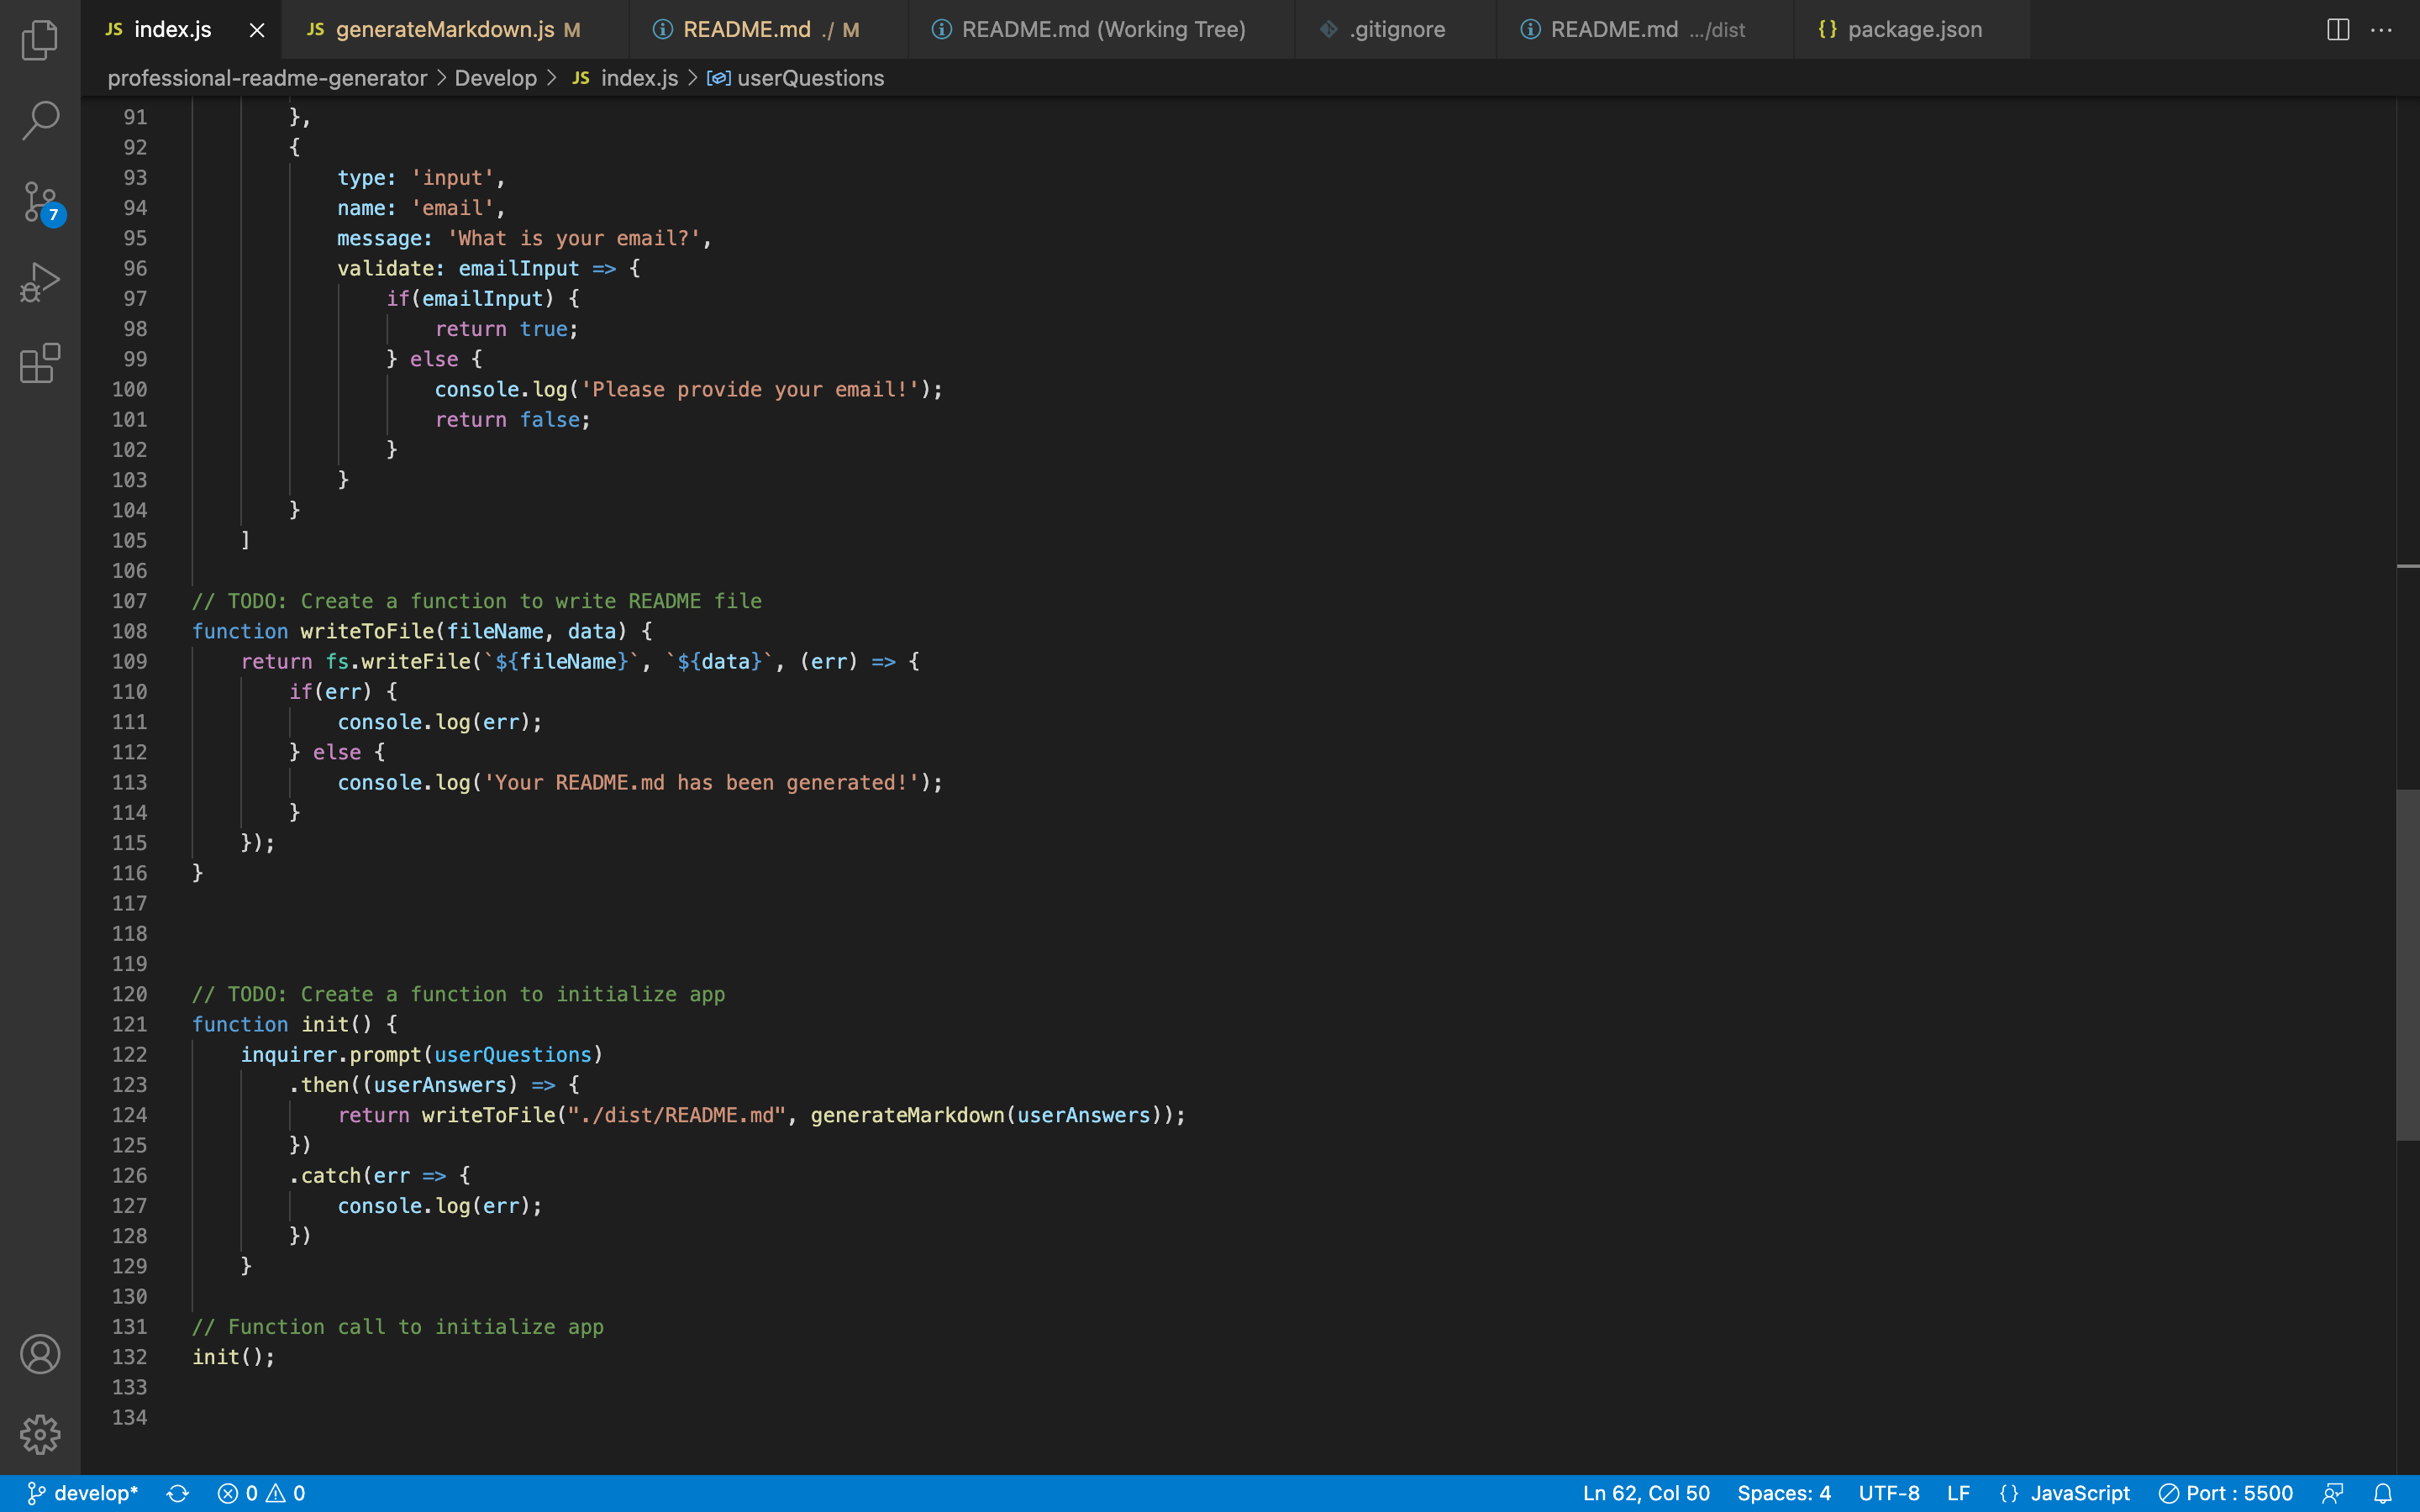 JS index.js
JS generateMarkdown.js M
README.md ./ M
README.md (Working Tree)
.gitignore
README.md .../dist
{} package.json
professional-readme-generator > Develop > JS index.js > userQuestions
7
91 },
92 {
93 type: 'input',
94 name: 'email',
95 message: 'What is your email?',
96 validate: emailInput => {
97 if(emailInput) {
98 return true;
99 } else {
100 console.log('Please provide your email!');
101 return false;
102 }
103 }
104 }
105 ]
106
107 // TODO: Create a function to write README file
108 function writeToFile(fileName, data) {
109 return fs.writeFile(`${fileName}`, `${data}`, (err) => {
110 if(err) {
111 console.log(err);
112 } else {
113 console.log('Your README.md has been generated!');
114 }
115 });
116 }
117
118
119
120 // TODO: Create a function to initialize app
121 function init() {
122 inquirer.prompt(userQuestions)
123 .then((userAnswers) => {
124 return writeToFile("./dist/README.md", generateMarkdown(userAnswers));
125 })
126 .catch(err => {
127 console.log(err);
128 })
129 }
130
131 // Function call to initialize app
132 init();
133
134
develop* 0 0 Ln 62, Col 50 Spaces: 4 UTF-8 LF {} JavaScript Port : 5500